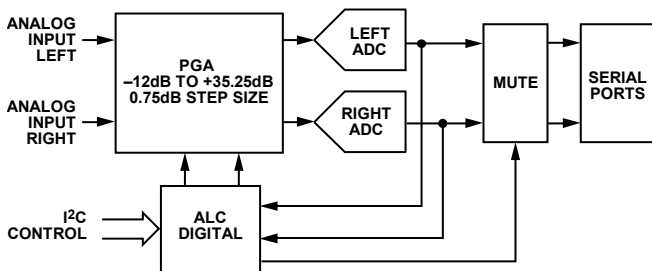 ANALOG
INPUT
LEFT
ANALOG
INPUT
RIGHT
PGA
–12dB TO +35.25dB
0.75dB STEP SIZE
LEFT
ADC
RIGHT
ADC
MUTE
SERIAL
PORTS
I²C
CONTROL
ALC
DIGITAL